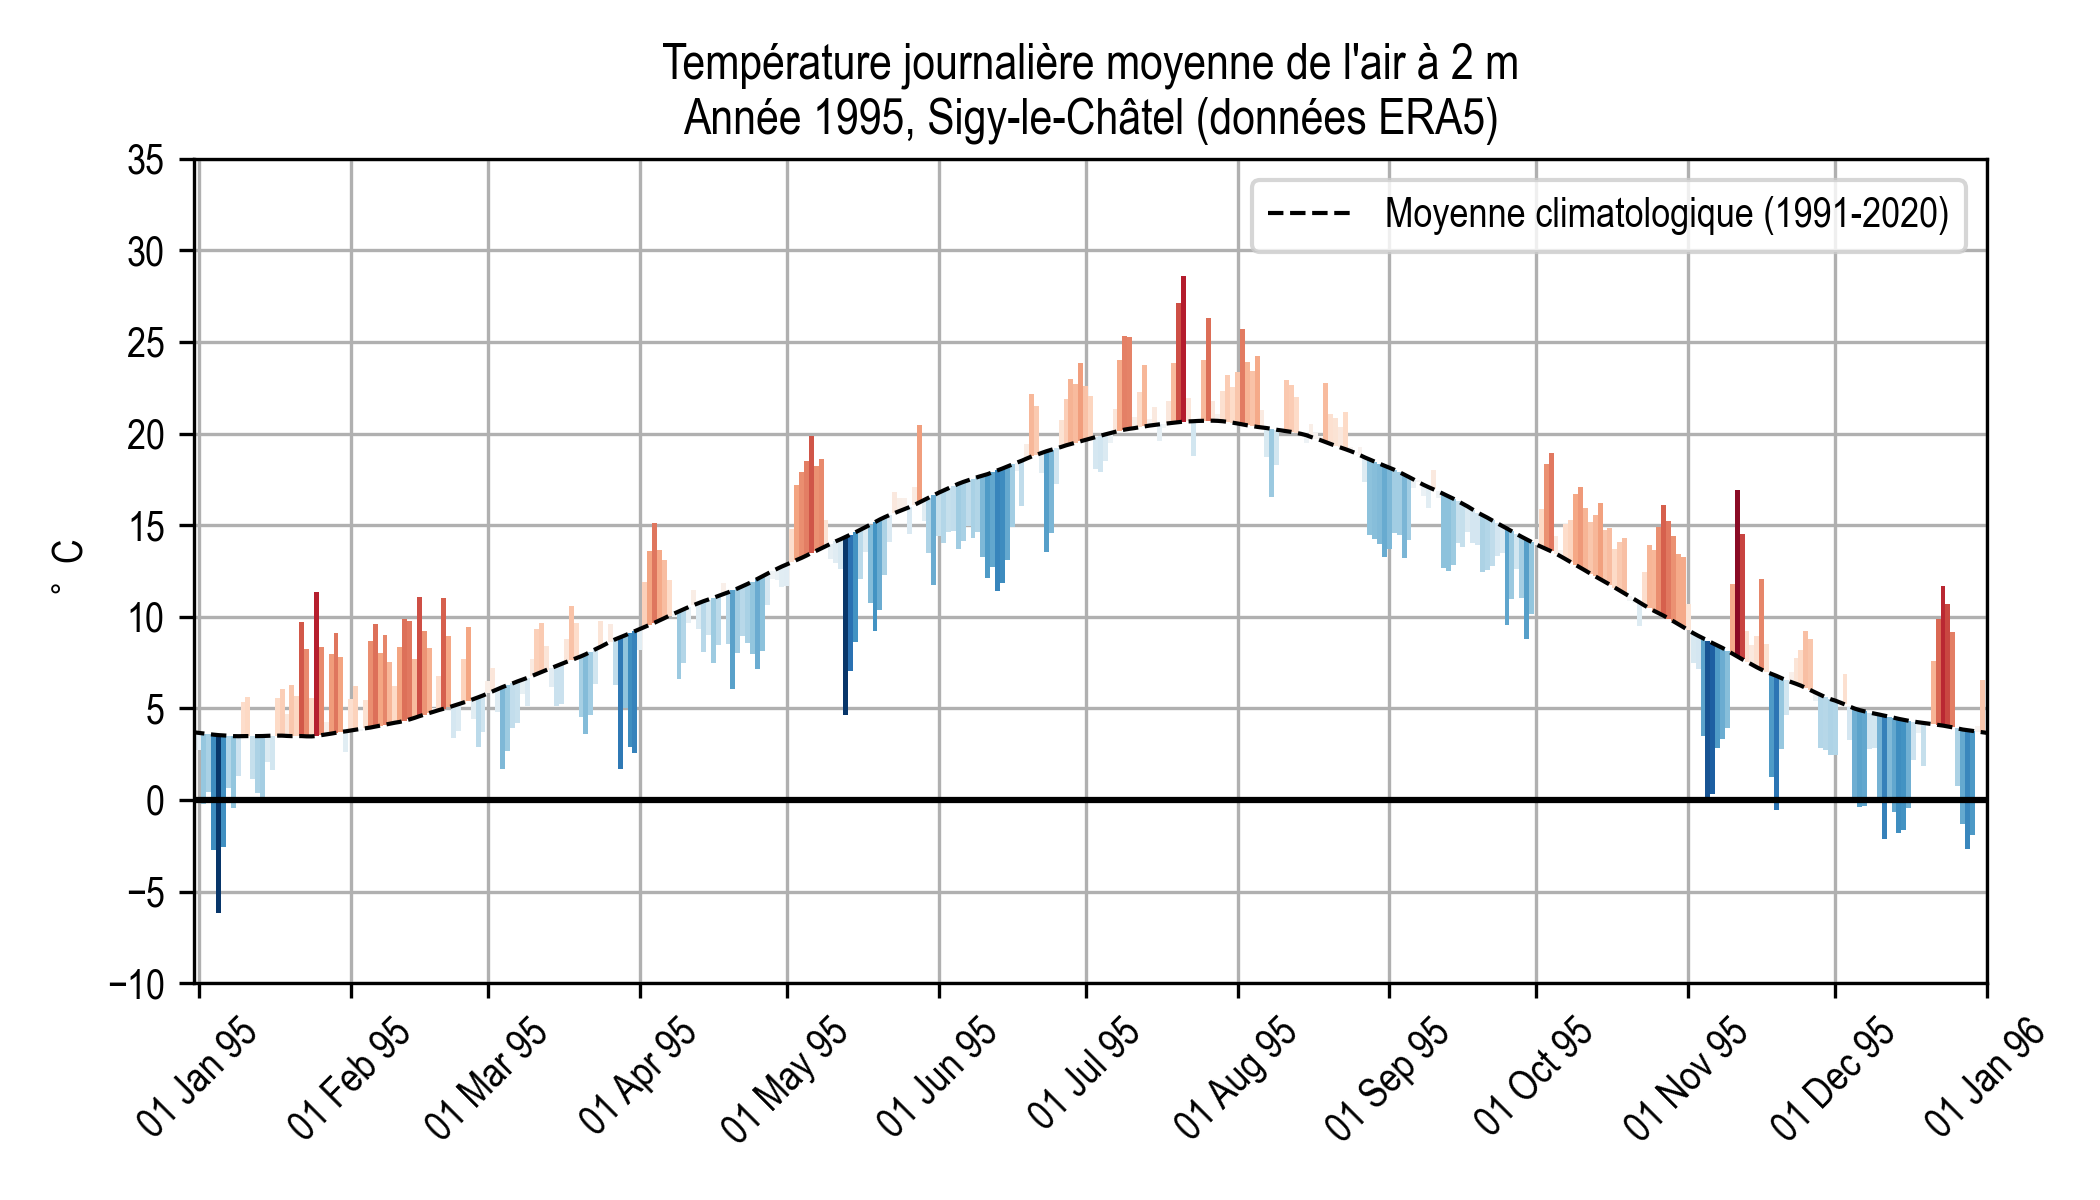 Température journalière moyenne de l'air à 2 m
Année 1995, Sigy-le-Châtel (données ERA5)
35
30
25
20
15
10
5
0
−5
−10
° C
Moyenne climatologique (1991-2020)
01 Jan 95
01 Feb 95
01 Mar 95
01 Apr 95
01 May 95
01 Jun 95
01 Jul 95
01 Aug 95
01 Sep 95
01 Oct 95
01 Nov 95
01 Dec 95
01 Jan 96